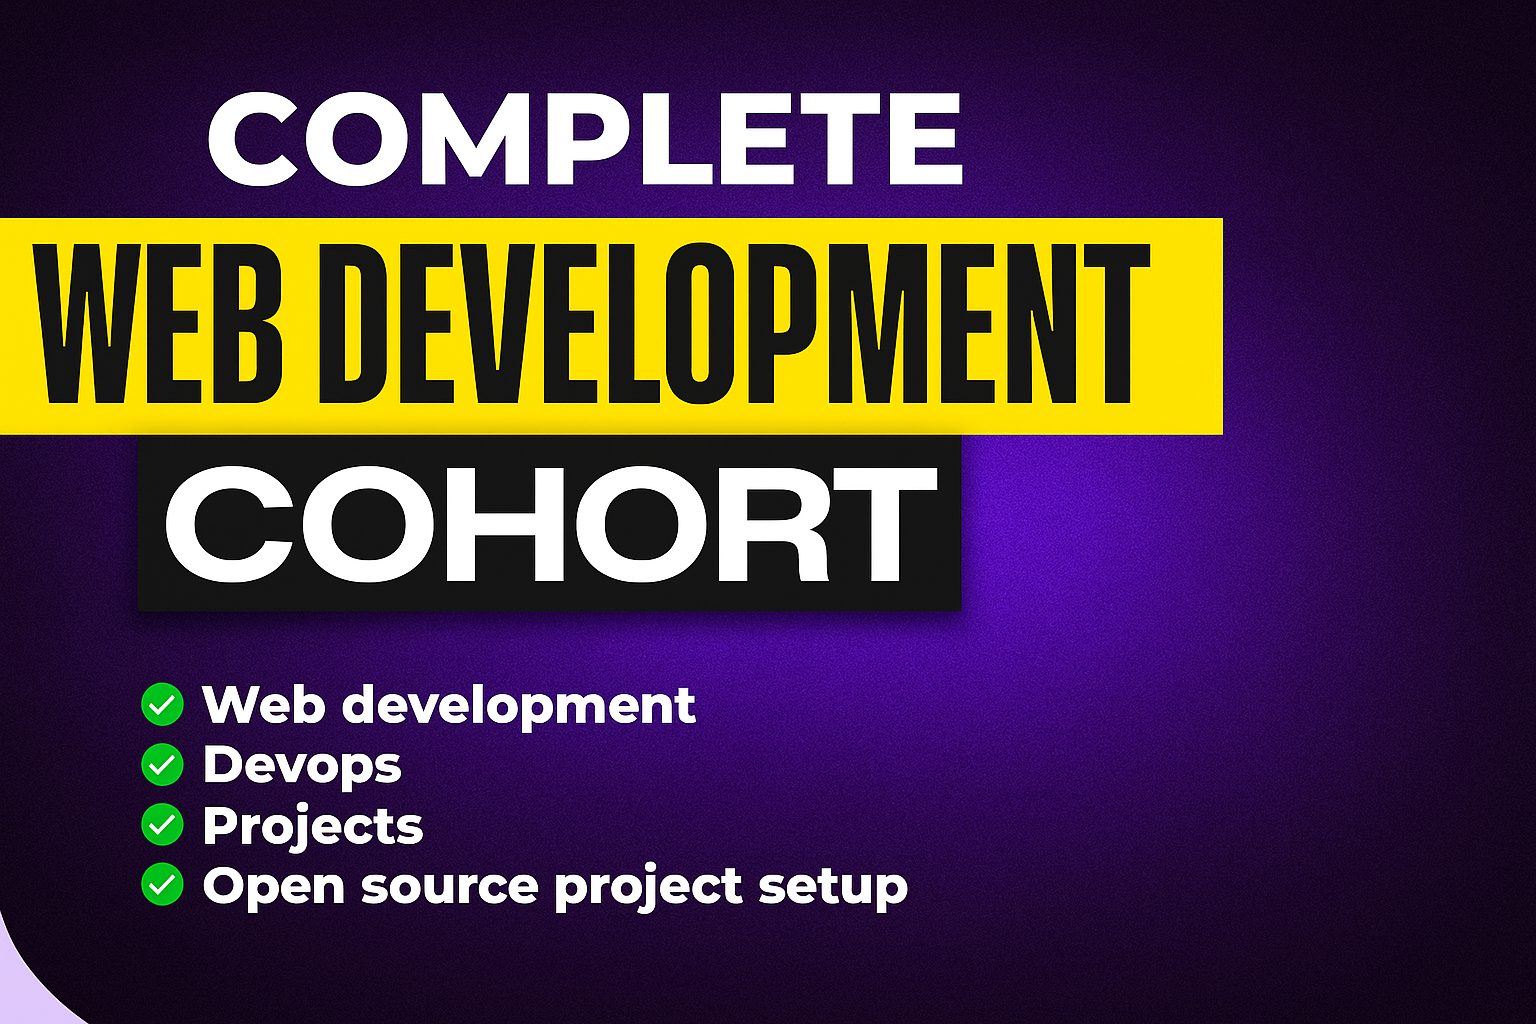 COMPLETE
WEB DEVELOPMENT
COHORT
Web development
Devops
Projects
Open source project setup